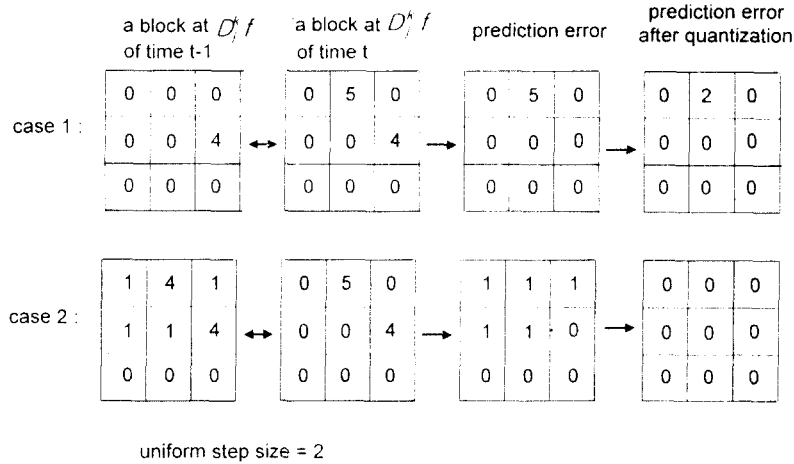 a block at D_j^k f
of time t-1
a block at D_j^k f
of time t
prediction error
prediction error
after quantization
case 1 :
0 0 0
0 0 4
0 0 0
0 5 0
0 0 4
0 0 0
0 5 0
0 0 0
0 0 0
0 2 0
0 0 0
0 0 0
case 2 :
1 4 1
1 1 4
0 0 0
0 5 0
0 0 4
0 0 0
1 1 1
1 1 0
0 0 0
0 0 0
0 0 0
0 0 0
uniform step size = 2